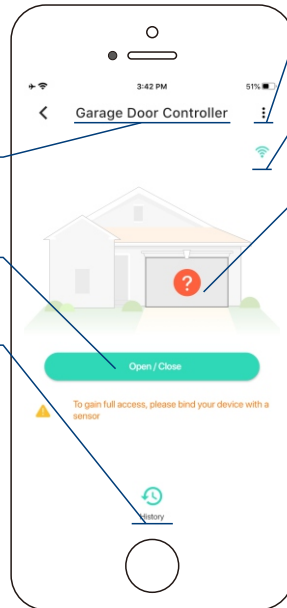 3:42 PM
51%
Garage Door Controller
?
Open / Close
To gain full access, please bind your device with a
sensor
History